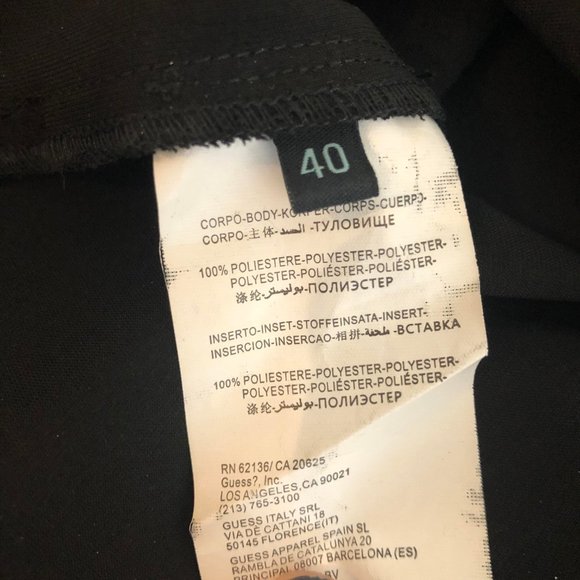 40
CORPO-BODY-KÖRPER-CORPS-CUERPO-
CORPO-主体-الجسد-ТУЛОВИЩЕ
100% POLIESTERE-POLYESTER-POLYESTER-
POLYESTER-POLIÉSTER-POLIÉSTER-
涤纶-بوليستر-ПОЛИЭСТЕР
INSERTO-INSET-STOFFEINSATA-INSERT-
INSERCION-INSERCAO-相拼-ملحقة-ВСТАВКА
100% POLIESTERE-POLYESTER-POLYESTER-
POLYESTER-POLIÉSTER-POLIÉSTER-
涤纶-بوليستر-ПОЛИЭСТЕР
RN 62136/ CA 20625
Guess?, Inc.
LOS ANGELES,CA 90021
(213) 765-3100
GUESS ITALY SRL
VIA DE CATTANI 18
50145 FLORENCE(IT)
GUESS APPAREL SPAIN SL
RAMBLA DE CATALUNYA 20
PRINCIPAL 08007 BARCELONA (ES)
BV